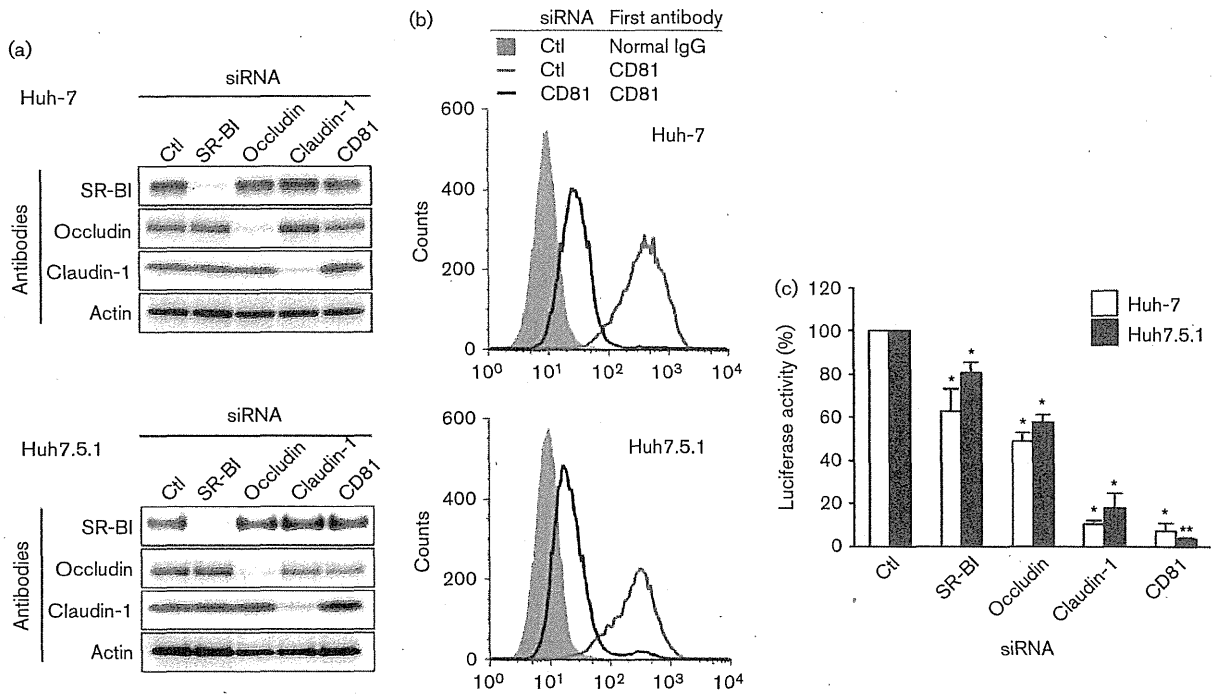 (a)
siRNA
Huh-7
Ctl
SR-BI
Occludin
Claudin-1
CD81
Antibodies
SR-BI
Occludin
Claudin-1
Actin
siRNA
Huh7.5.1
Ctl
SR-BI
Occludin
Claudin-1
CD81
Antibodies
SR-BI
Occludin
Claudin-1
Actin
(b)
siRNA First antibody
Ctl Normal IgG
Ctl CD81
CD81 CD81
Huh-7
Counts
600
400
200
0
10⁰ 10¹ 10² 10³ 10⁴
Huh7.5.1
Counts
600
400
200
0
10⁰ 10¹ 10² 10³ 10⁴
(c)
Huh-7
Huh7.5.1
Luciferase activity (%)
120
100
80
60
40
20
0
* *
* *
* *
* **
Ctl
SR-BI
Occludin
Claudin-1
CD81
siRNA